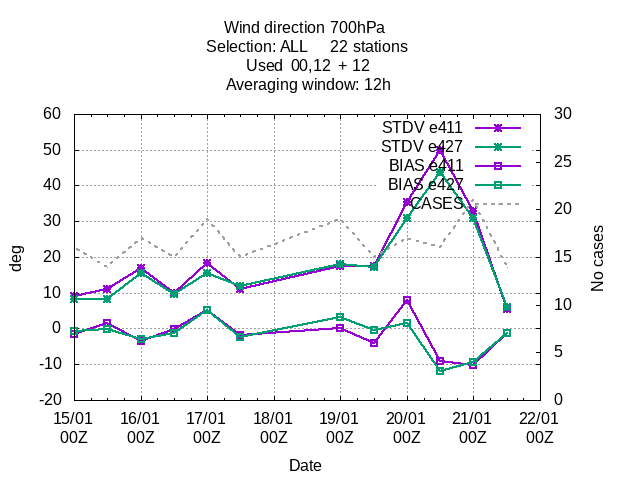 Wind direction 700hPa
Selection: ALL 22 stations
Used 00,12 + 12
Averaging window: 12h
60
50
40
30
20
10
0
-10
-20
deg
30
25
20
15
10
5
0
No cases
STDV e411
STDV e427
BIAS e411
BIAS e427
CASES
15/01 16/01 17/01 18/01 19/01 20/01 21/01 22/01
00Z 00Z 00Z 00Z 00Z 00Z 00Z 00Z
Date